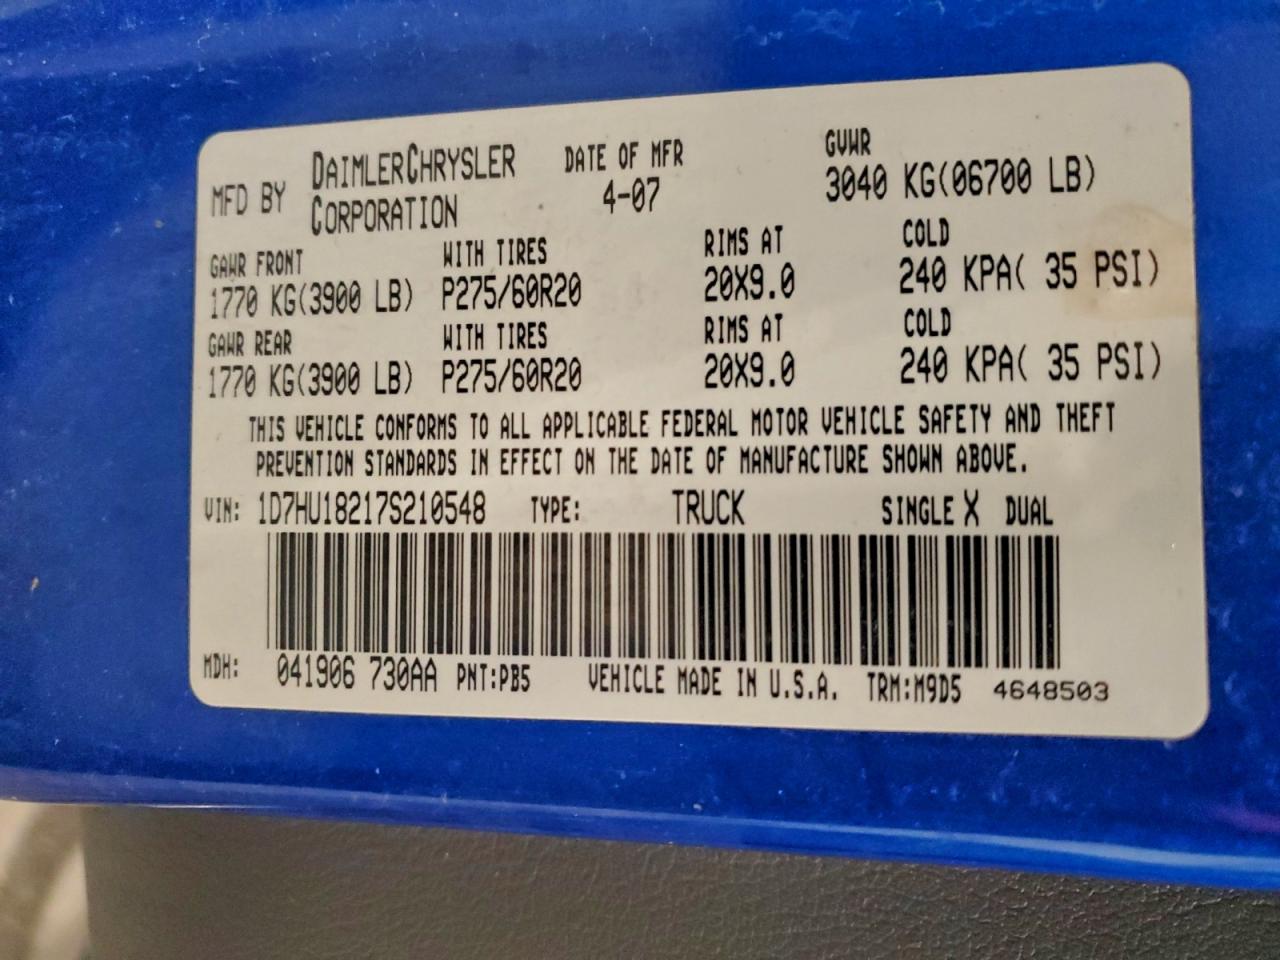 MFD BY DAIMLERCHRYSLER CORPORATION DATE OF MFR 4-07 GVWR 3040 KG(06700 LB)
GAWR FRONT WITH TIRES RIMS AT COLD
1770 KG(3900 LB) P275/60R20 20X9.0 240 KPA( 35 PSI)
GAWR REAR WITH TIRES RIMS AT COLD
1770 KG(3900 LB) P275/60R20 20X9.0 240 KPA( 35 PSI)
THIS VEHICLE CONFORMS TO ALL APPLICABLE FEDERAL MOTOR VEHICLE SAFETY AND THEFT
PREVENTION STANDARDS IN EFFECT ON THE DATE OF MANUFACTURE SHOWN ABOVE.
VIN: 1D7HU18217S210548 TYPE: TRUCK SINGLE X DUAL
MDH: 041906 730AA PNT:PB5 VEHICLE MADE IN U.S.A. TRM:M9D5 4648503